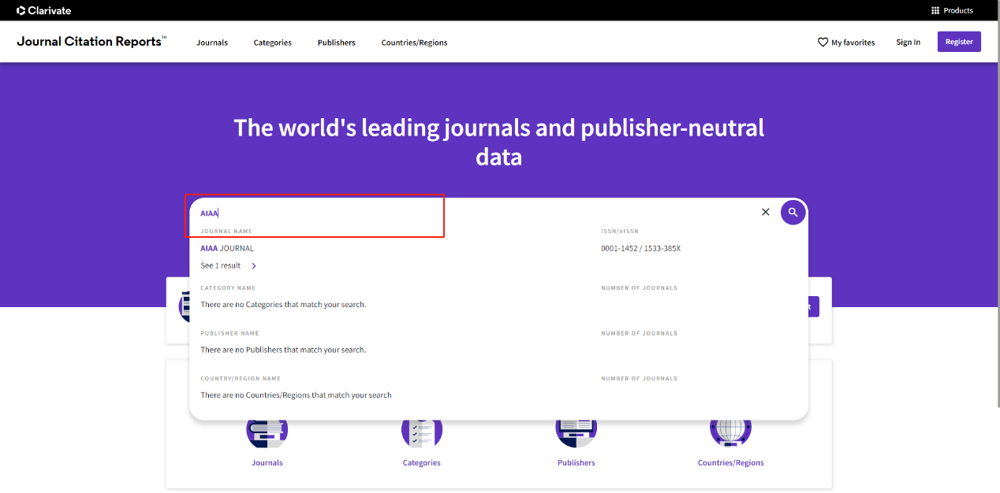 Clarivate
Products
Journal Citation Reports™
Journals
Categories
Publishers
Countries/Regions
My favorites
Sign In
Register
The world's leading journals and publisher-neutral
data
AIAA
JOURNAL NAME
ISSN/eISSN
AIAA JOURNAL
0001-1452 / 1533-385X
See 1 result
CATEGORY NAME
NUMBER OF JOURNALS
There are no Categories that match your search.
PUBLISHER NAME
NUMBER OF JOURNALS
There are no Publishers that match your search.
COUNTRY/REGION NAME
NUMBER OF JOURNALS
There are no Countries/Regions that match your search
Journals
Categories
Publishers
Countries/Regions